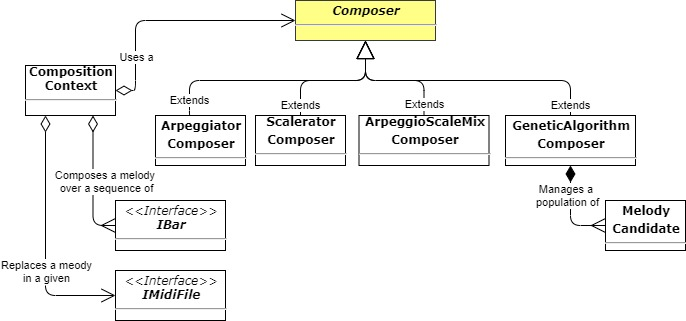 Composer
Uses a
Composition
Context
Extends
Extends
Extends
Extends
Arpeggiator
Composer
Scalerator
Composer
ArpeggioScaleMix
Composer
GeneticAlgorithm
Composer
Composes a melody
over a sequence of
Manages a
population of
<<Interface>>
IBar
Melody
Candidate
Replaces a meody
in a given
<<Interface>>
IMidiFile